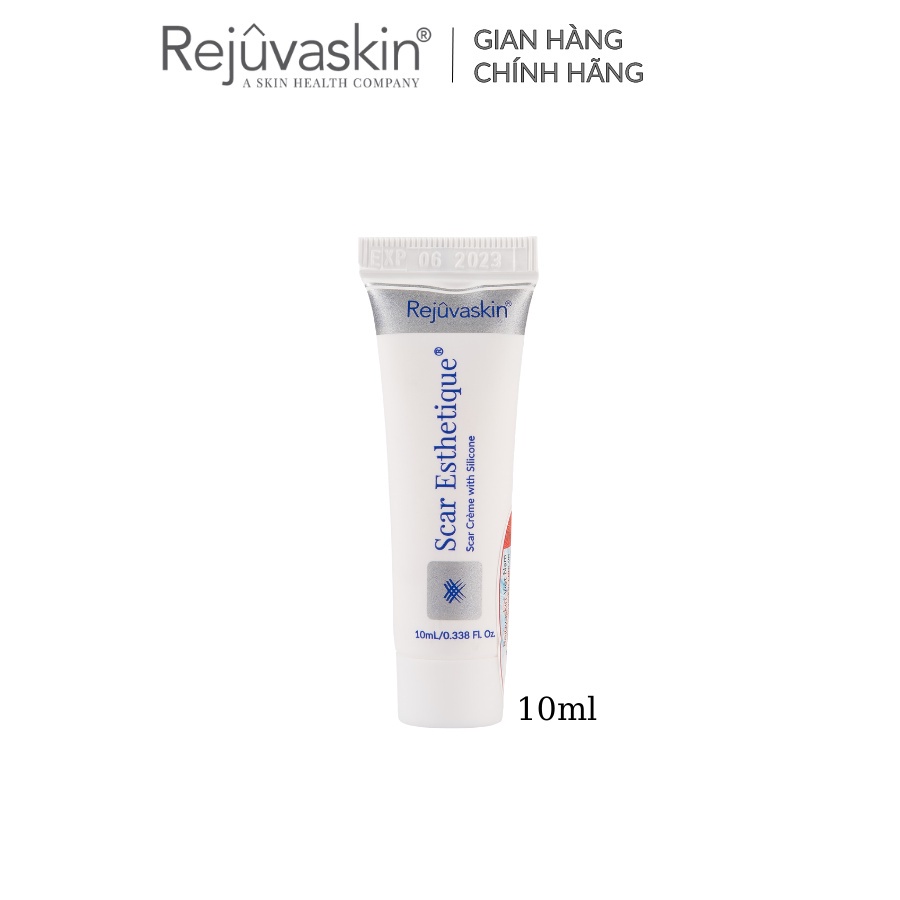 Rejûvaskin®
A SKIN HEALTH COMPANY
GIAN HÀNG
CHÍNH HÃNG
EXP 06 2023
Rejûvaskin®
Scar Esthetique®
Scar Crème with Silicone
10mL/0.338 Fl. Oz.
10ml